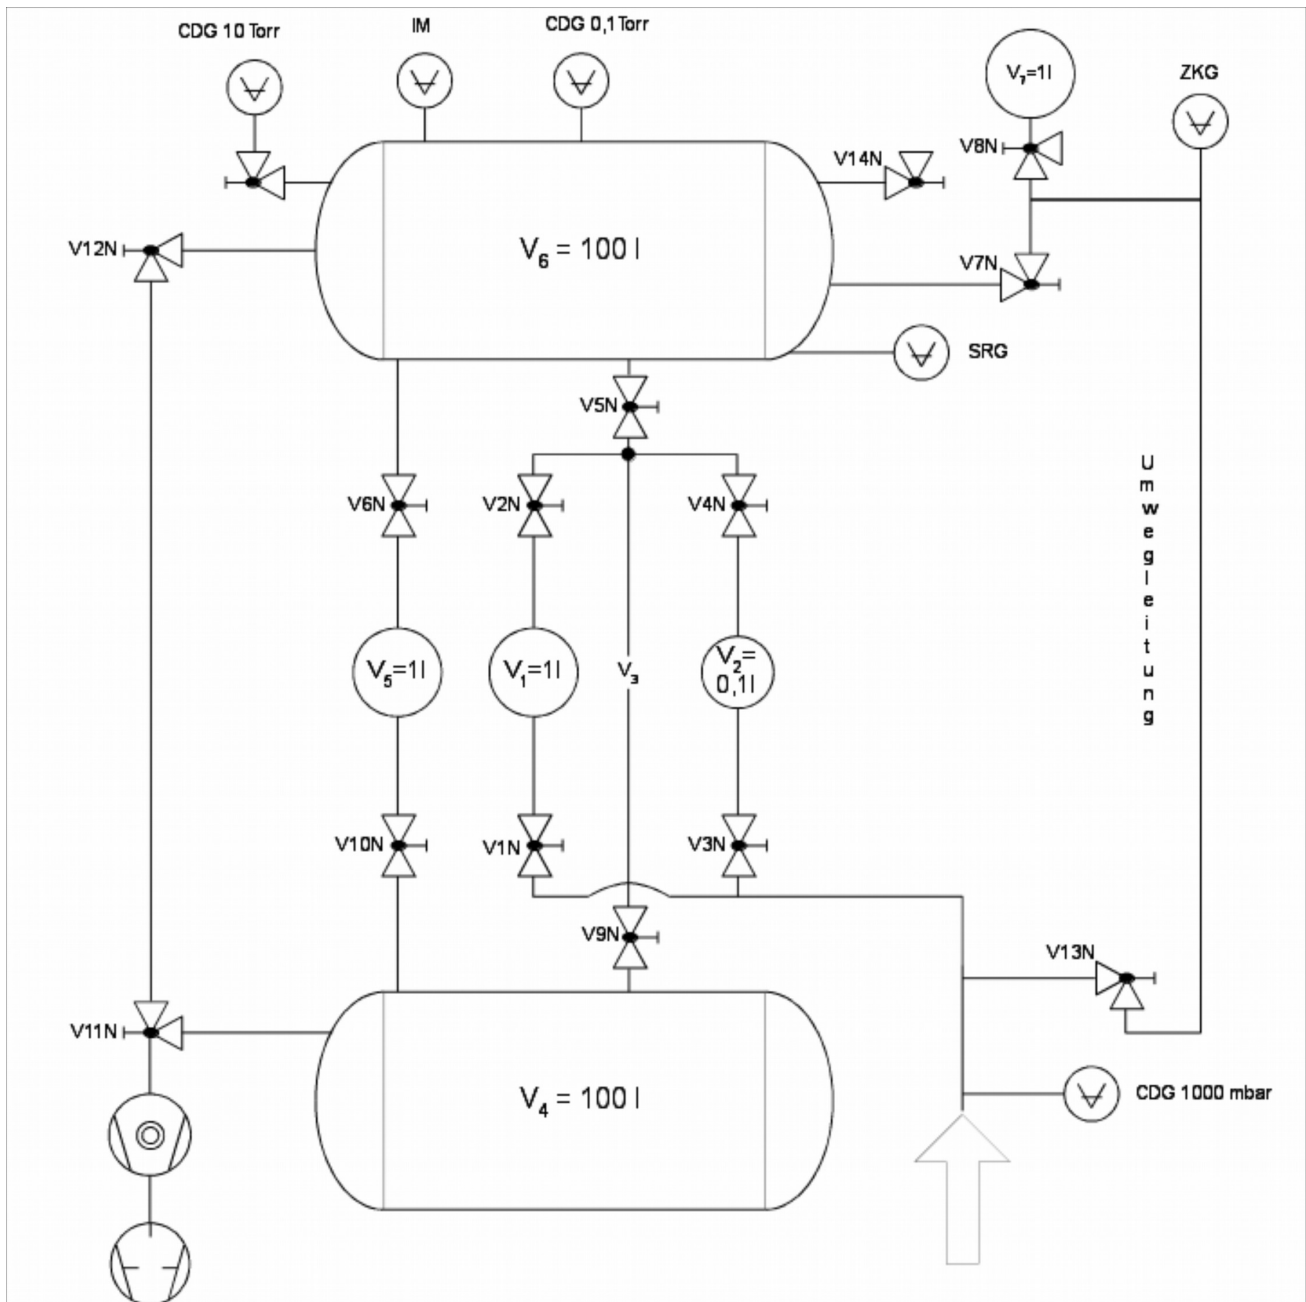 CDG 10 Torr
IM
CDG 0,1Torr
V₇=1l
ZKG
V8N
V14N
V12N
V₆ = 100 l
V7N
SRG
V5N
V6N
V2N
V4N
Umwegleitung
V₅=1l
V₁=1l
V₃
V₂=
0,1l
V10N
V1N
V3N
V9N
V13N
V11N
V₄ = 100 l
CDG 1000 mbar